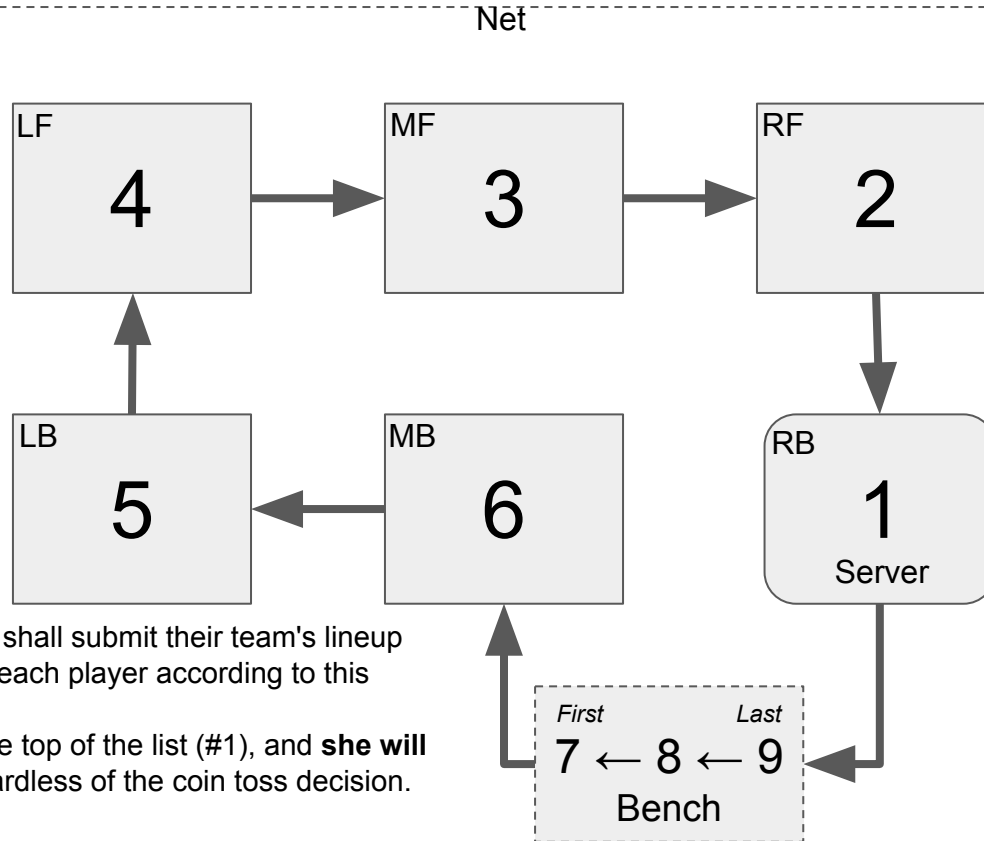 Net
LF
MF
RF
4
3
2
LB
MB
RB
5
6
1
Server
shall submit their team's lineup
each player according to this
First Last
7 ← 8 ← 9
Bench
top of the list (#1), and she will
of the coin toss decision.